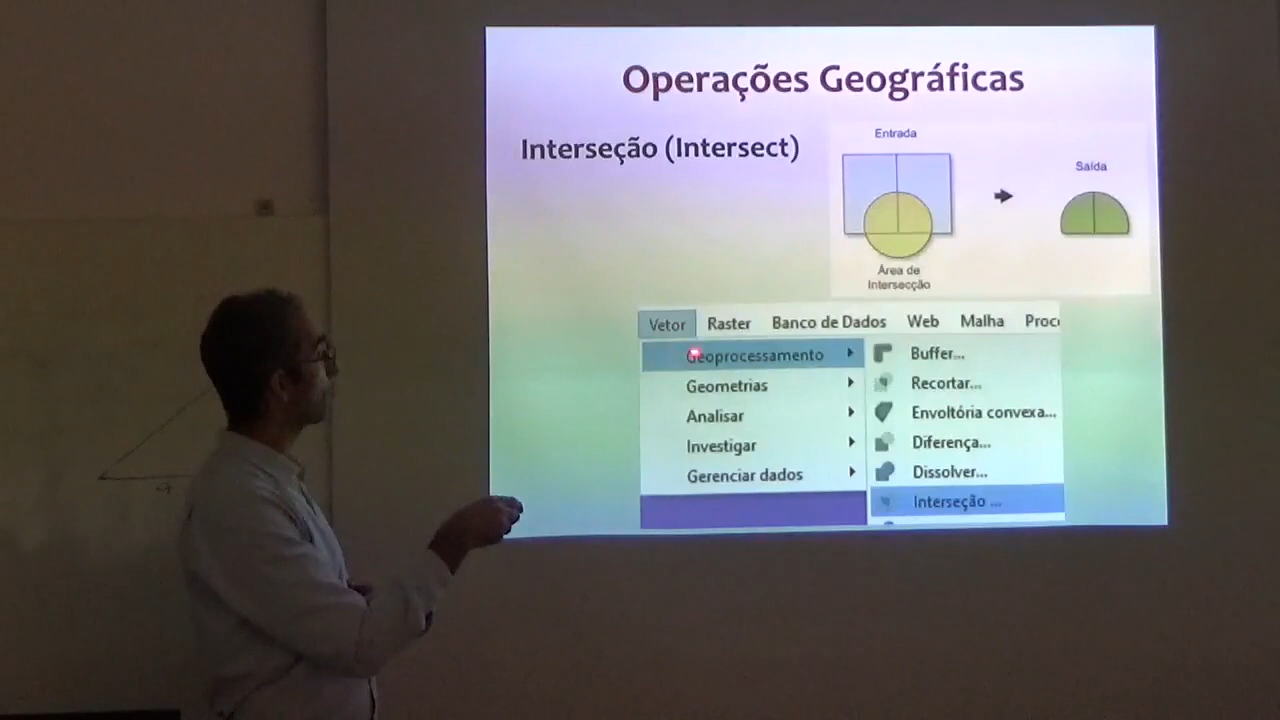 Operações Geográficas
Interseção (Intersect)
Entrada
Saída
Área de
Intersecção
Vetor Raster Banco de Dados Web Malha Proc
Geoprocessamento
Geometrias
Analisar
Investigar
Gerenciar dados
Buffer...
Recortar...
Envoltória convexa...
Diferença...
Dissolver...
Interseção ...